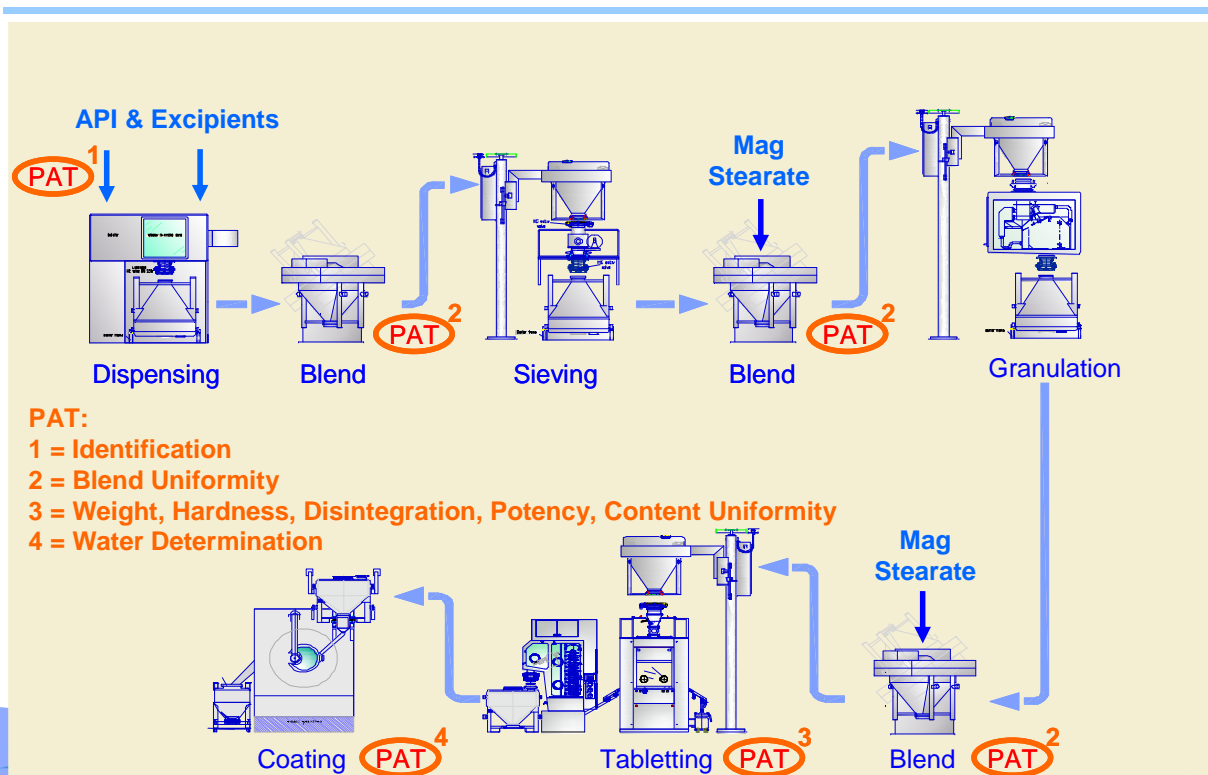 API & Excipients
PAT 1
Mag
Stearate
PAT 2
PAT 2
Dispensing
Blend
Sieving
Blend
Granulation
PAT:
1 = Identification
2 = Blend Uniformity
3 = Weight, Hardness, Disintegration, Potency, Content Uniformity
4 = Water Determination
Mag
Stearate
Coating
PAT 4
Tabletting
PAT 3
Blend
PAT 2